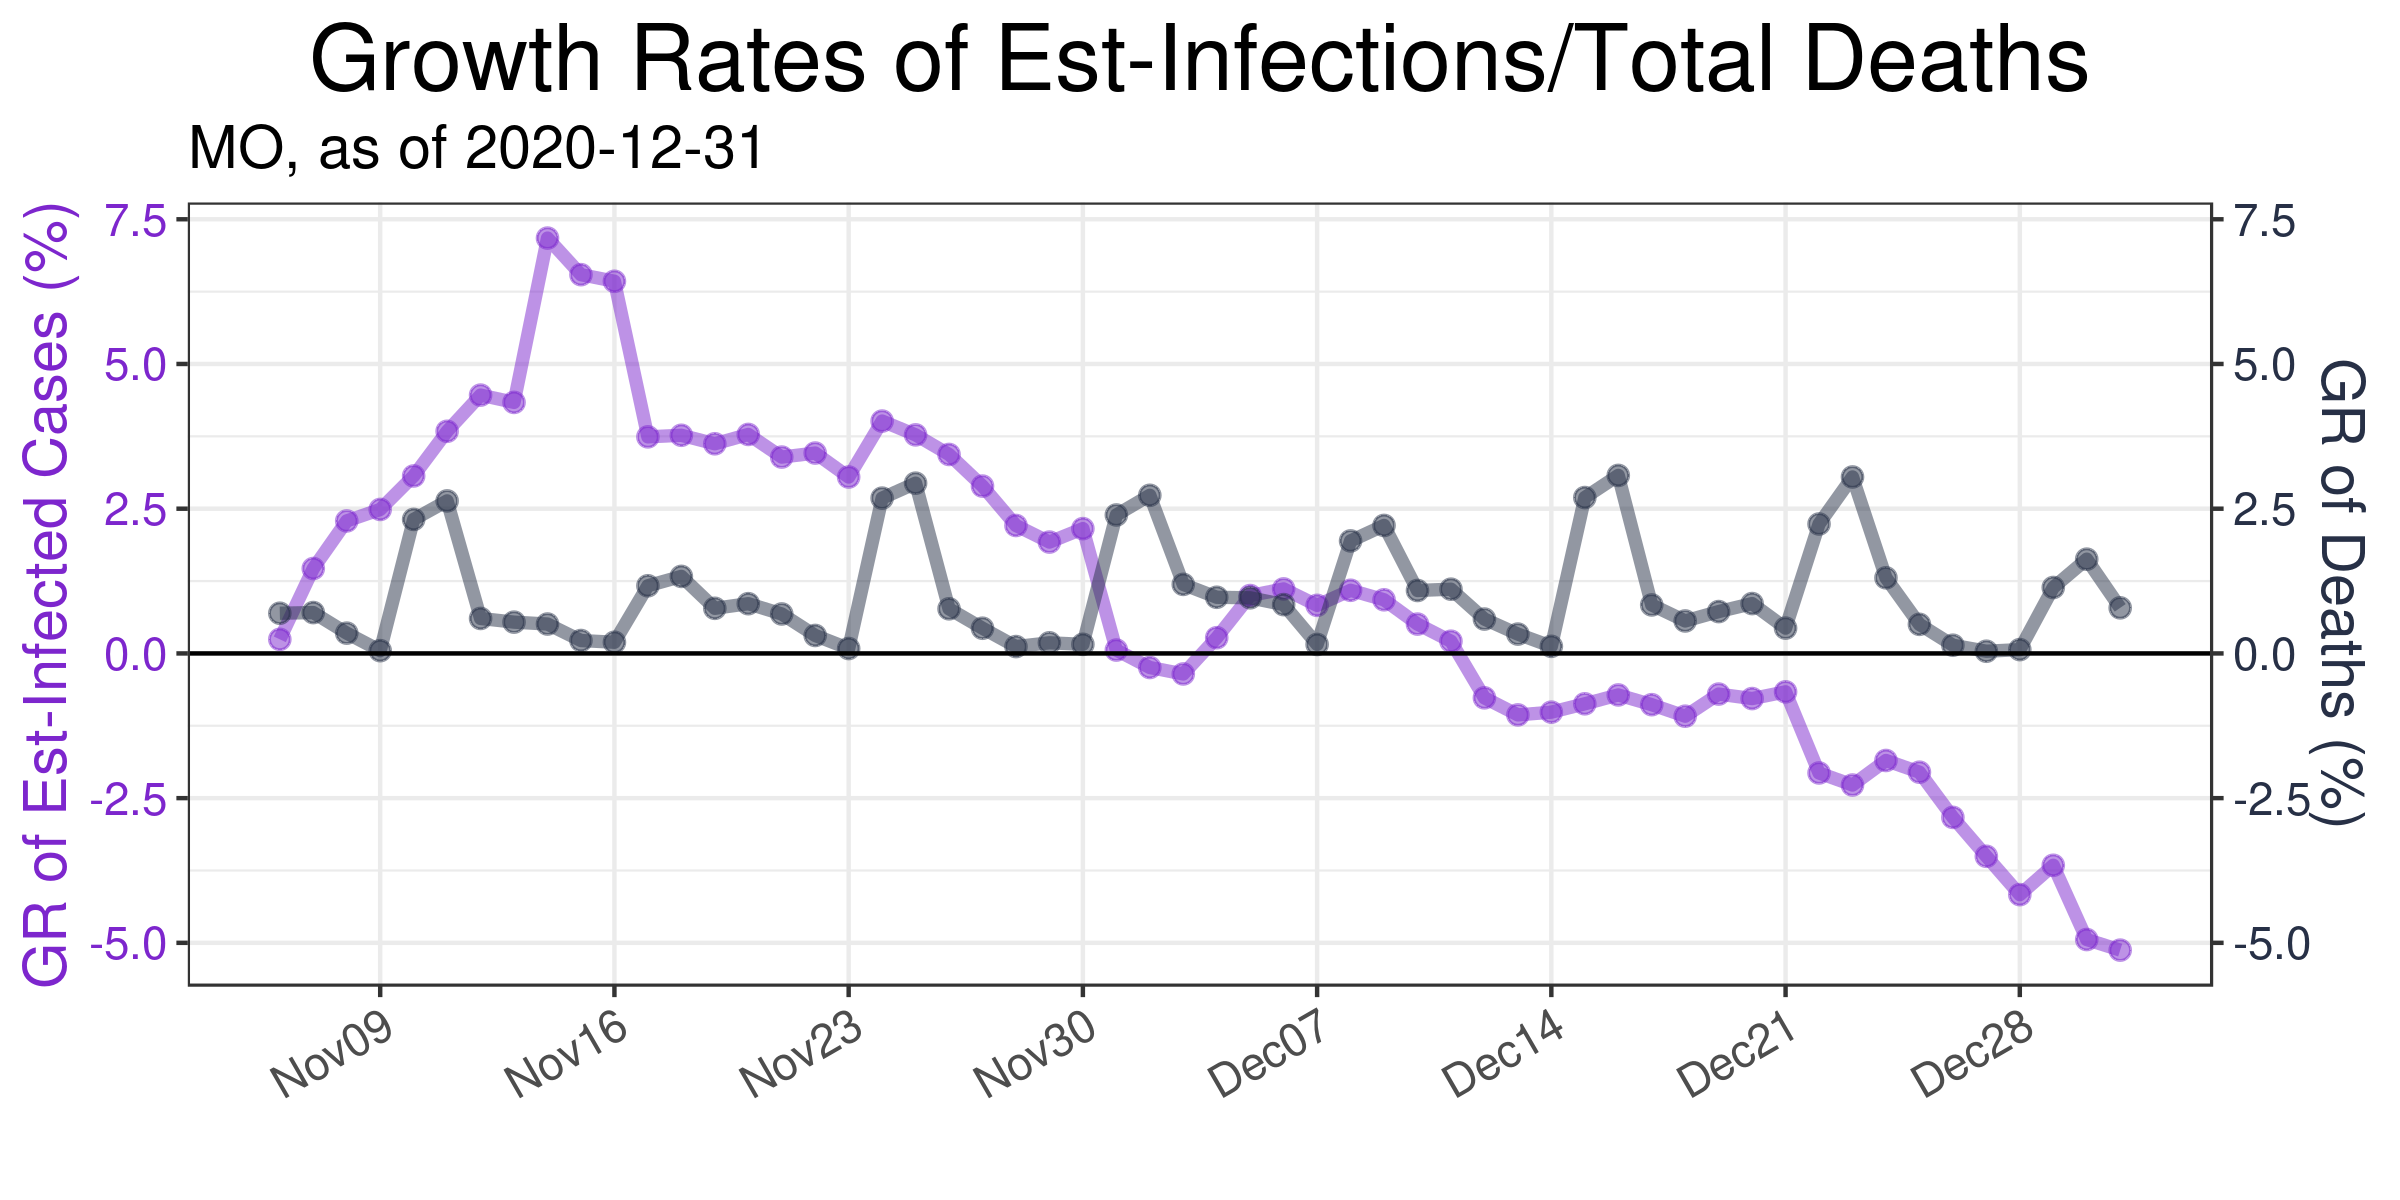 Growth Rates of Est-Infections/Total Deaths
MO, as of 2020-12-31
GR of Est-Infected Cases (%)
7.5
5.0
2.5
0.0
-2.5
-5.0
7.5
5.0
2.5
0.0
-2.5
-5.0
GR of Deaths (%)
Nov09
Nov16
Nov23
Nov30
Dec07
Dec14
Dec21
Dec28